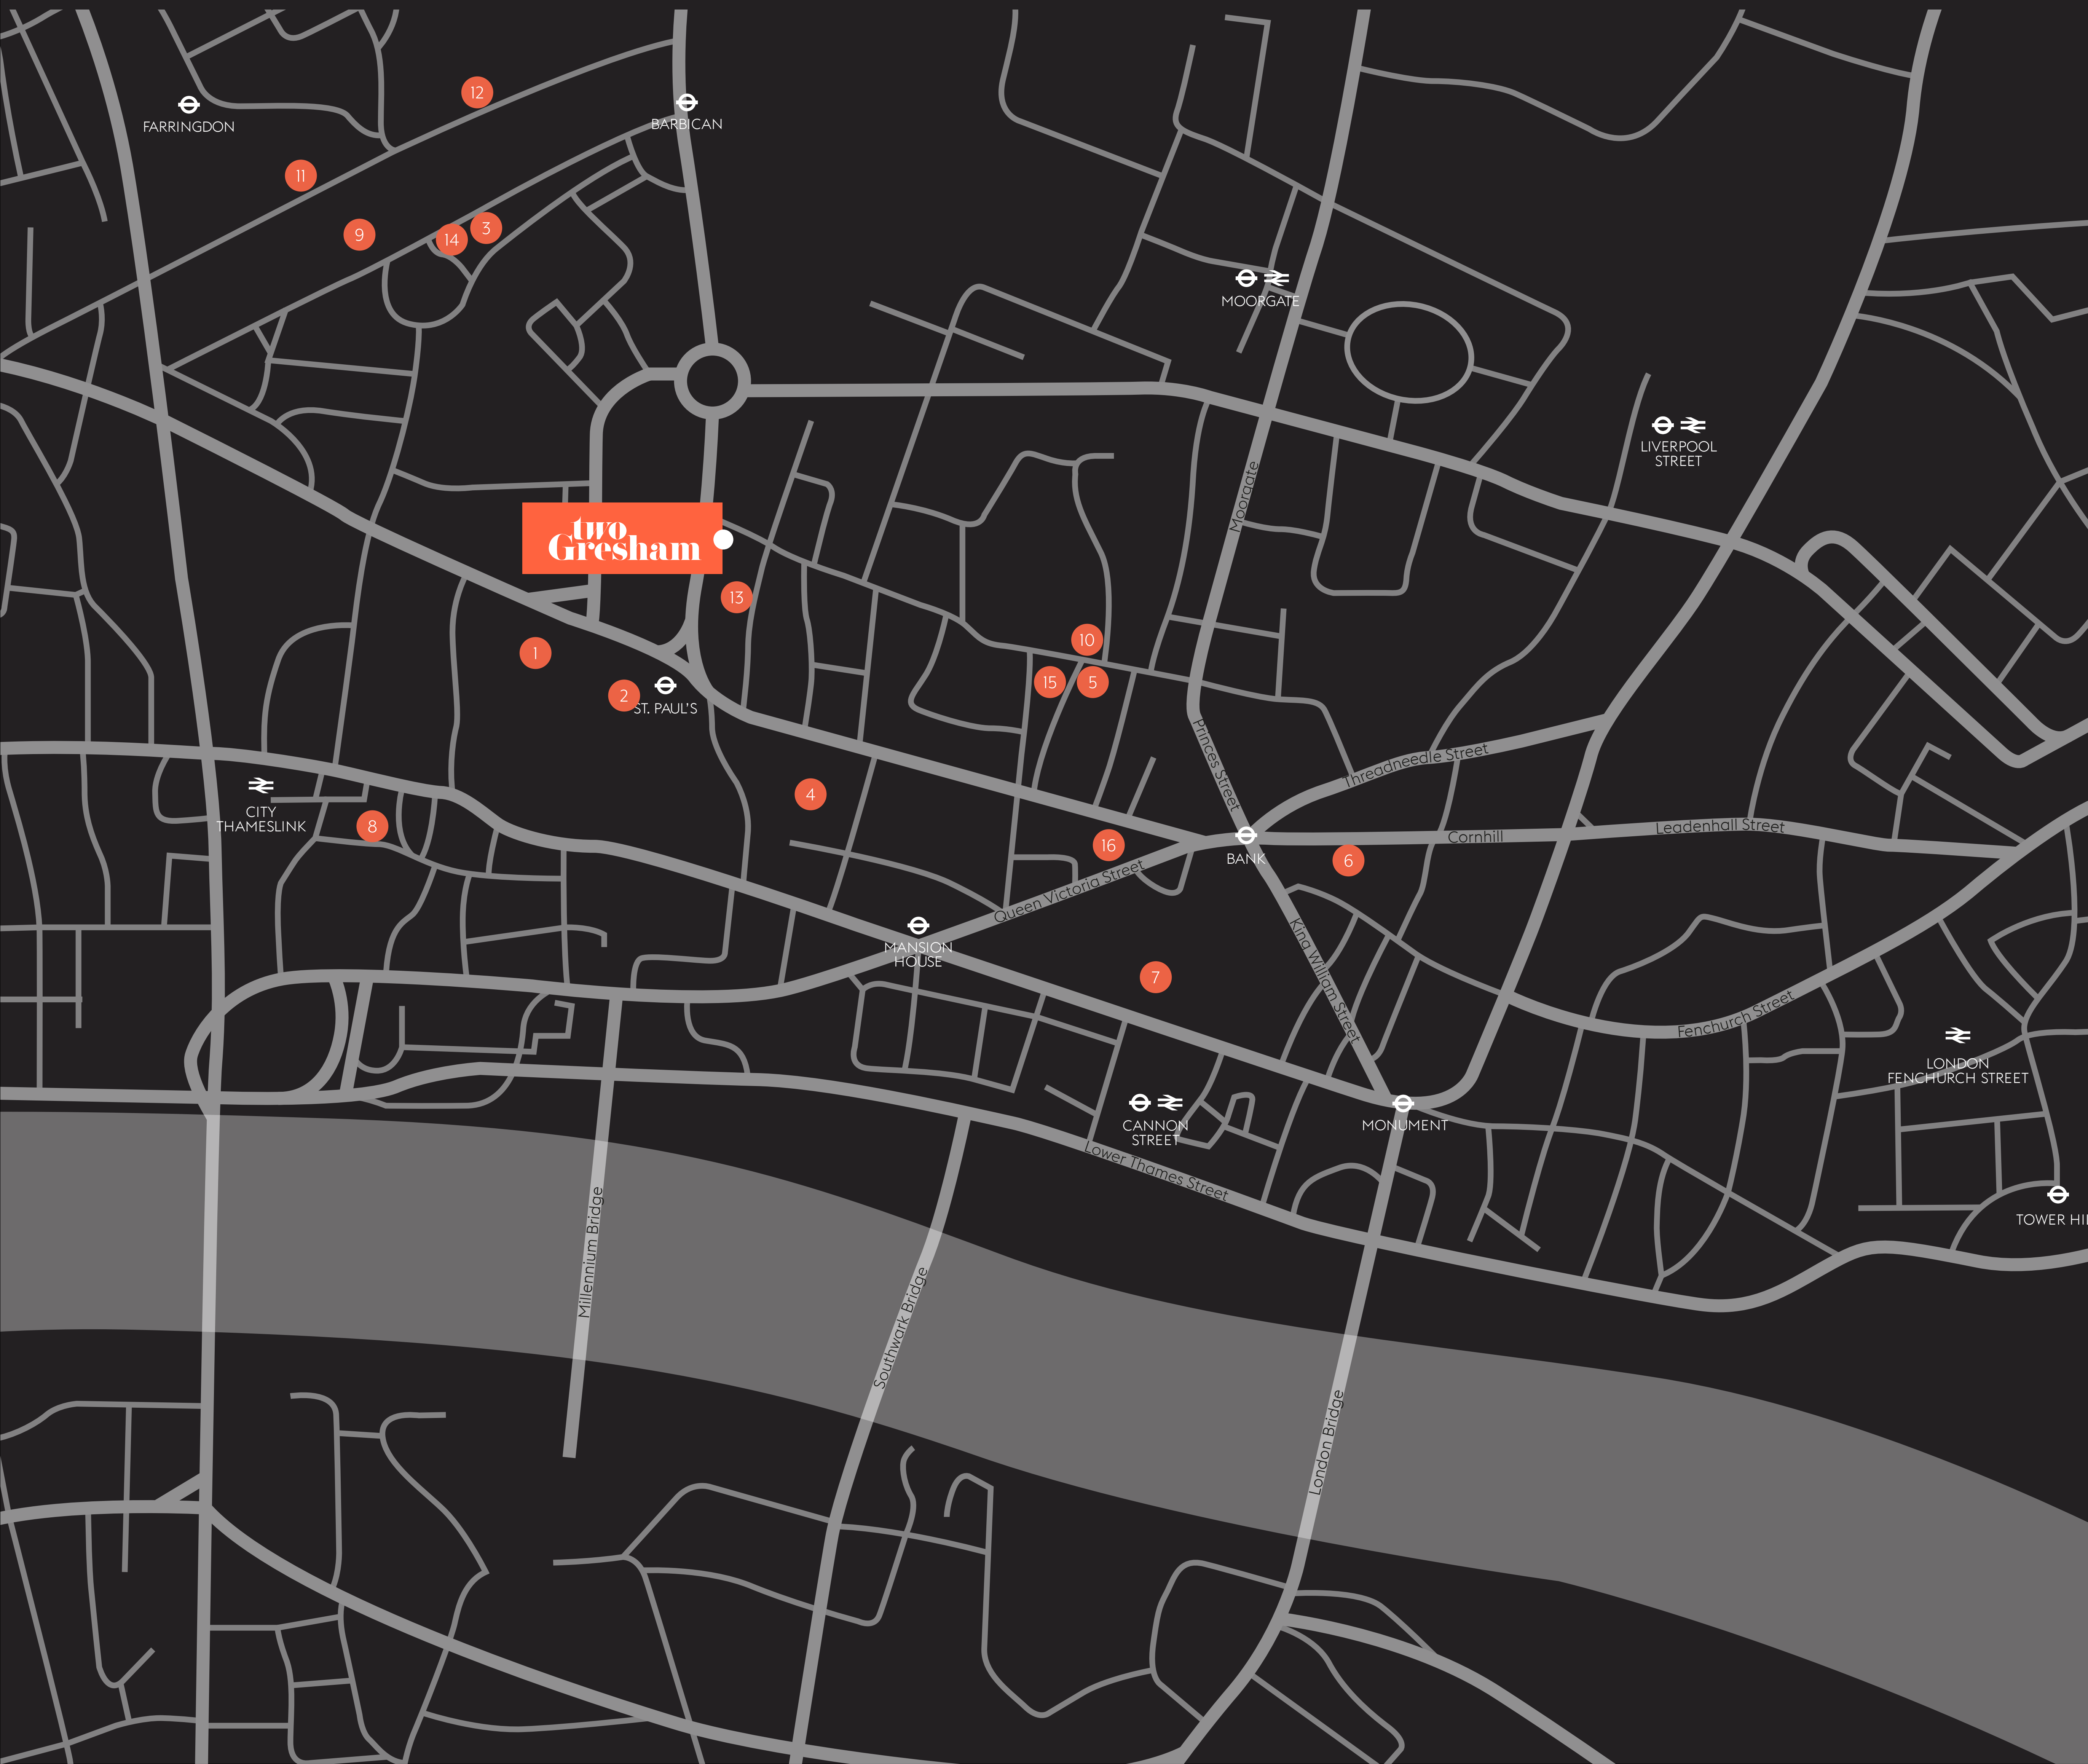 12
FARRINGDON
BARBICAN
11
3
9
14
MOORGATE
LIVERPOOL
STREET
Moorgate
two
Gresham
13
10
1
15
5
2
ST. PAUL'S
Princes Street
Threadneedle Street
CITY
THAMESLINK
4
8
Leadenhall Street
Cornhill
16
BANK
6
Queen Victoria Street
MANSION
HOUSE
King William Street
7
Fenchurch Street
LONDON
FENCHURCH STREET
CANNON
STREET
MONUMENT
Lower Thames Street
TOWER HI
Millennium Bridge
Southwark Bridge
London Bridge